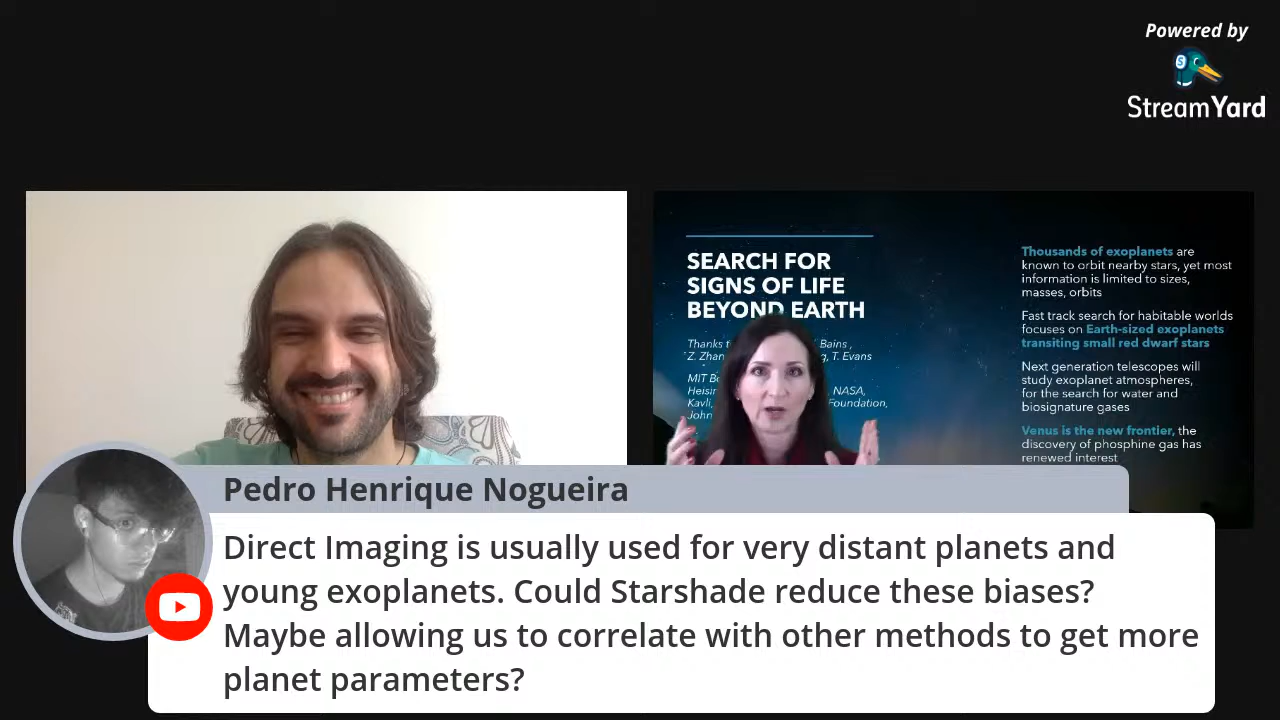 Powered by
StreamYard
SEARCH FOR
SIGNS OF LIFE
BEYOND EARTH
Thanks Bains,
Z. Zhan T. Evans
MIT
NASA,
Kavli, Foundation,
John
Thousands of exoplanets are
known to orbit nearby stars, yet most
information is limited to sizes,
masses, orbits
Fast track search for habitable worlds
focuses on Earth-sized exoplanets
transiting small red dwarf stars
Next generation telescopes will
study exoplanet atmospheres,
for the search for water and
biosignature gases
Venus is the new frontier, the
discovery of phosphine gas has
renewed interest
Pedro Henrique Nogueira
Direct Imaging is usually used for very distant planets and
young exoplanets. Could Starshade reduce these biases?
Maybe allowing us to correlate with other methods to get more
planet parameters?